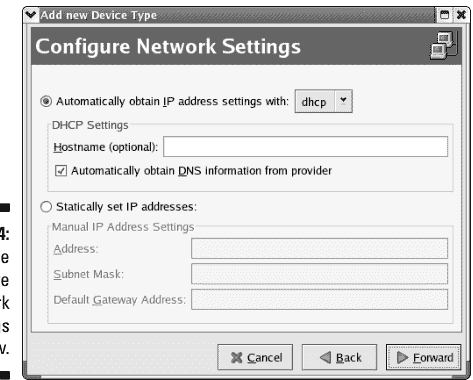 Add new Device Type
Configure Network Settings
Automatically obtain IP address settings with: dhcp
DHCP Settings
Hostname (optional):
Automatically obtain DNS information from provider
Statically set IP addresses:
Manual IP Address Settings
Address:
Subnet Mask:
Default Gateway Address:
Cancel Back Forward
4:
e
e
k
s
v.